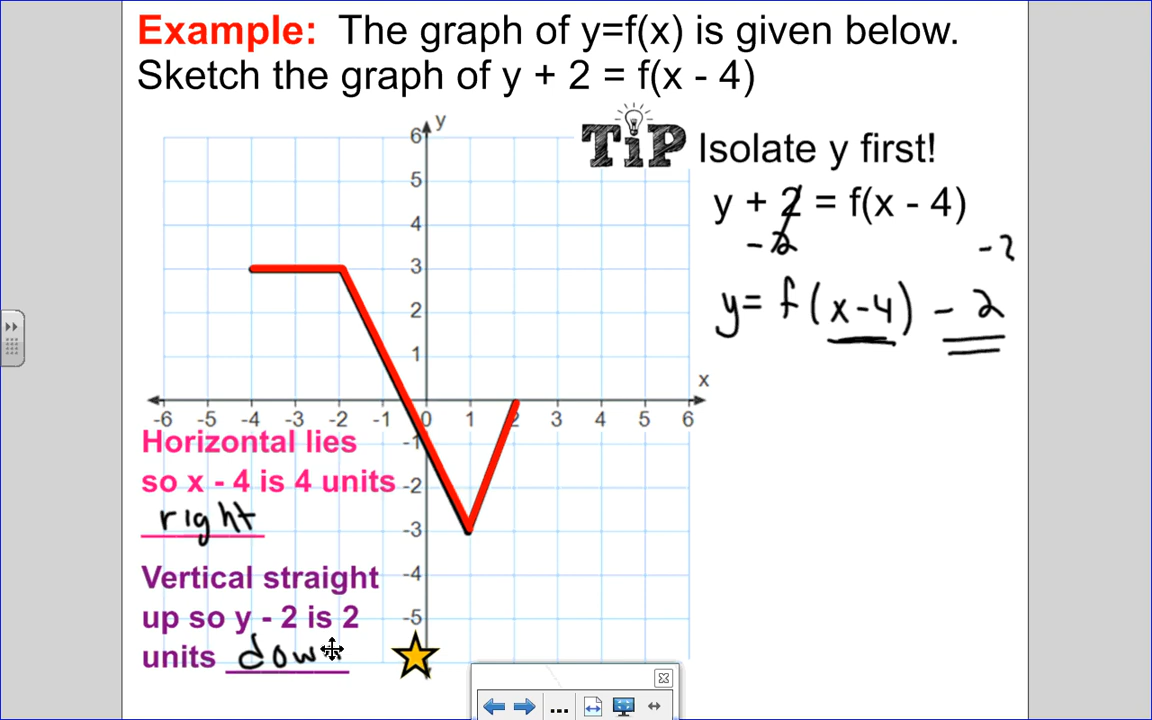 Example: The graph of y=f(x) is given below.
Sketch the graph of y + 2 = f(x - 4)
TiP Isolate y first!
y + 2 = f(x - 4)
-2 -2
y = f(x-4) - 2
y
6
5
4
3
2
1
x
-6 -5 -4 -3 -2 -1 0 1 2 3 4 5 6
-1
-2
-3
-4
-5
Horizontal lies
so x - 4 is 4 units
right
Vertical straight
up so y - 2 is 2
units down
...